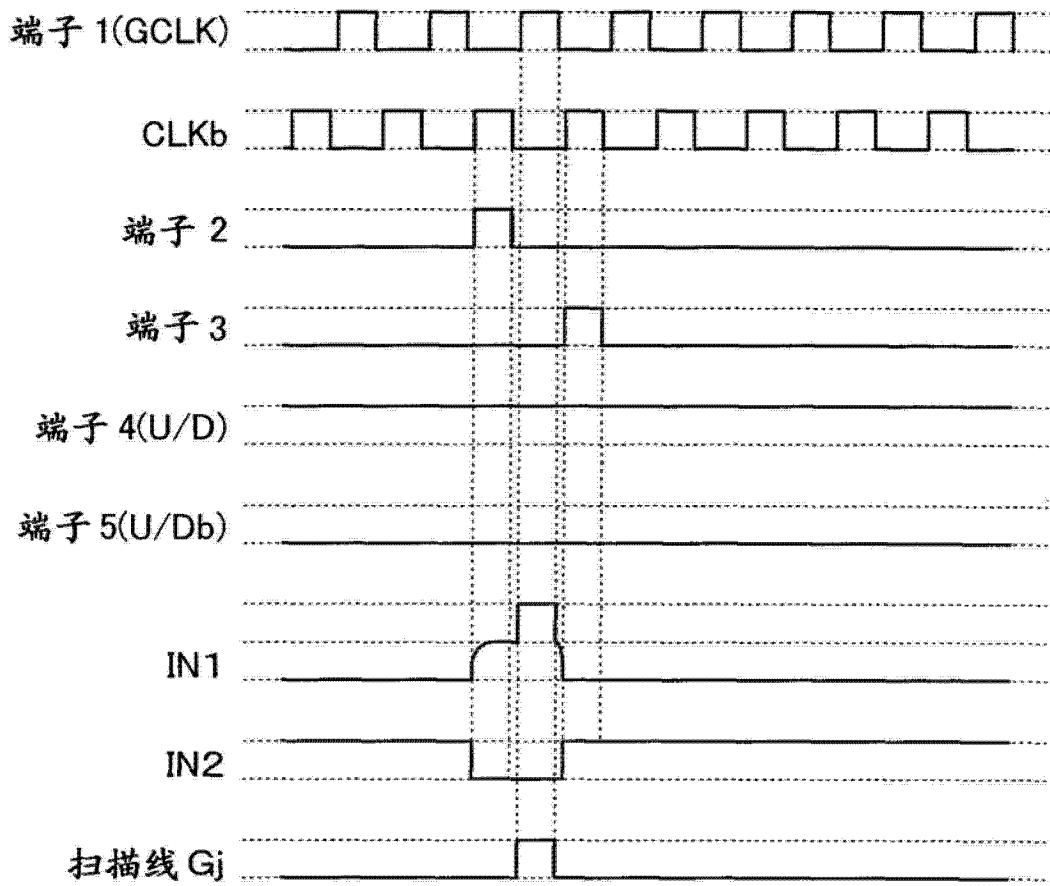 端子 1(GCLK)
CLKb
端子 2
端子 3
端子 4(U/D)
端子 5(U/Db)
IN1
IN2
扫描线 Gj